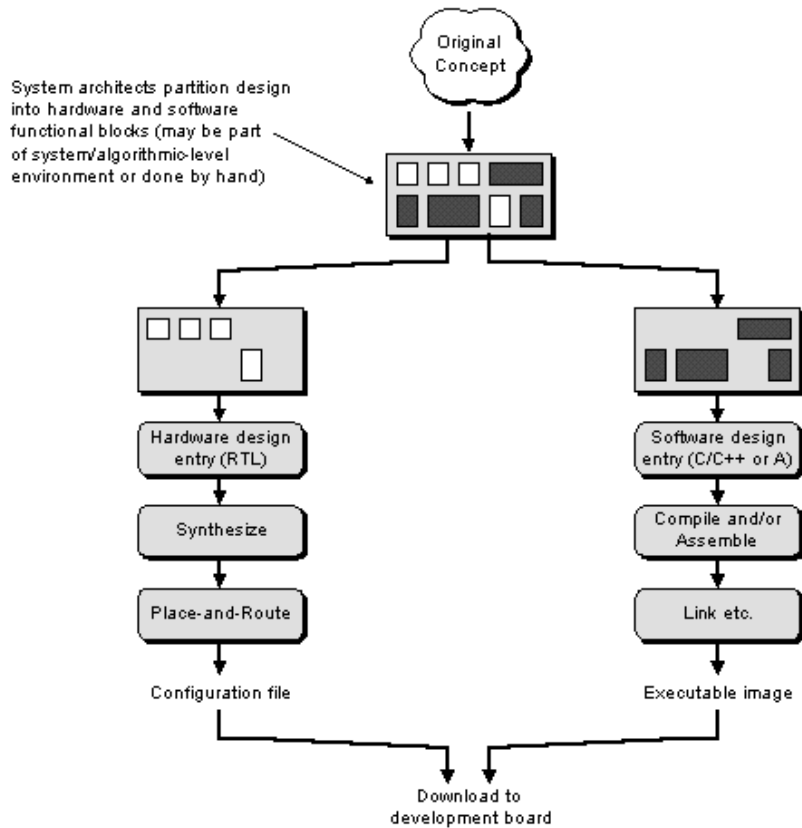 Original
Concept
System architects partition design
into hardware and software
functional blocks (may be part
of system/algorithmic-level
environment or done by hand)
Hardware design
entry (RTL)
Software design
entry (C/C++ or A)
Synthesize
Compile and/or
Assemble
Place-and-Route
Link etc.
Configuration file
Executable image
Download to
development board